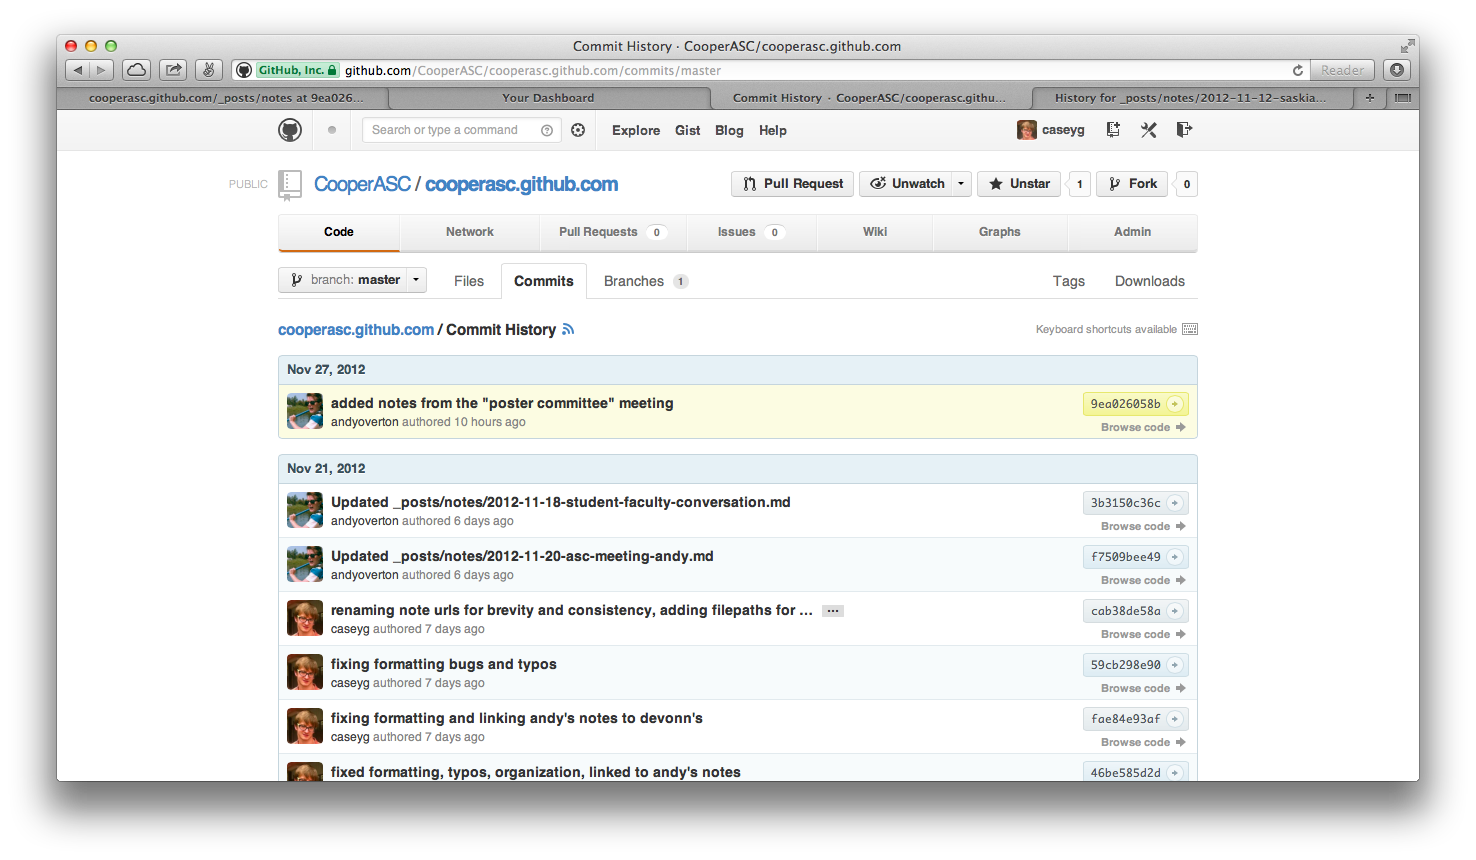 Commit History · CooperASC/cooperasc.github.com
GitHub, Inc. github.com/CooperASC/cooperasc.github.com/commits/master Reader
cooperasc.github.com/_posts/notes at 9ea026... Your Dashboard Commit History · CooperASC/cooperasc.githu... History for _posts/notes/2012-11-12-saskia...
Search or type a command Explore Gist Blog Help caseyg
PUBLIC CooperASC / cooperasc.github.com Pull Request Unwatch Unstar 1 Fork 0
Code Network Pull Requests 0 Issues 0 Wiki Graphs Admin
branch: master Files Commits Branches 1 Tags Downloads
cooperasc.github.com / Commit History Keyboard shortcuts available
Nov 27, 2012
added notes from the "poster committee" meeting 9ea026058b
andyoverton authored 10 hours ago Browse code
Nov 21, 2012
Updated _posts/notes/2012-11-18-student-faculty-conversation.md 3b3150c36c
andyoverton authored 6 days ago Browse code
Updated _posts/notes/2012-11-20-asc-meeting-andy.md f7509bee49
andyoverton authored 6 days ago Browse code
renaming note urls for brevity and consistency, adding filepaths for ... ... cab38de58a
caseyg authored 7 days ago Browse code
fixing formatting bugs and typos 59cb298e90
caseyg authored 7 days ago Browse code
fixing formatting and linking andy's notes to devonn's fae84e93af
caseyg authored 7 days ago Browse code
fixed formatting, typos, organization, linked to andy's notes 46be585d2d